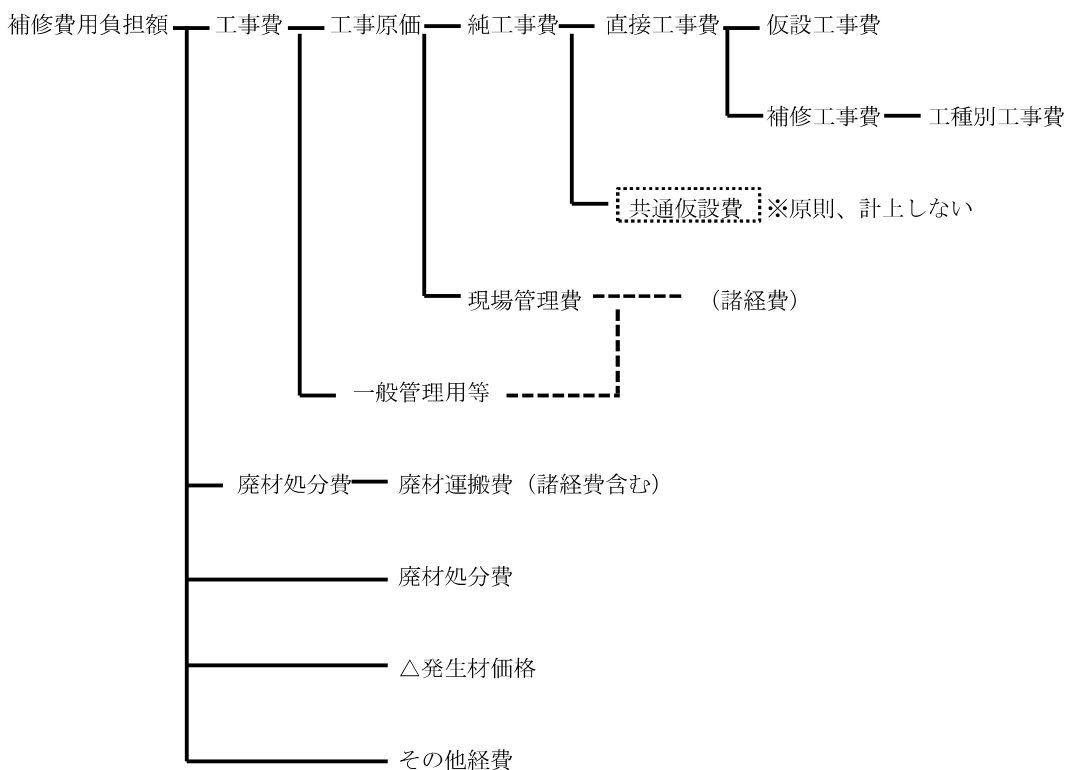 補修費用負担額 工事費 工事原価 純工事費 直接工事費 仮設工事費
補修工事費 工種別工事費
共通仮設費 ※原則、計上しない
現場管理費 （諸経費）
一般管理用等
廃材処分費 廃材運搬費（諸経費含む）
廃材処分費
△発生材価格
その他経費